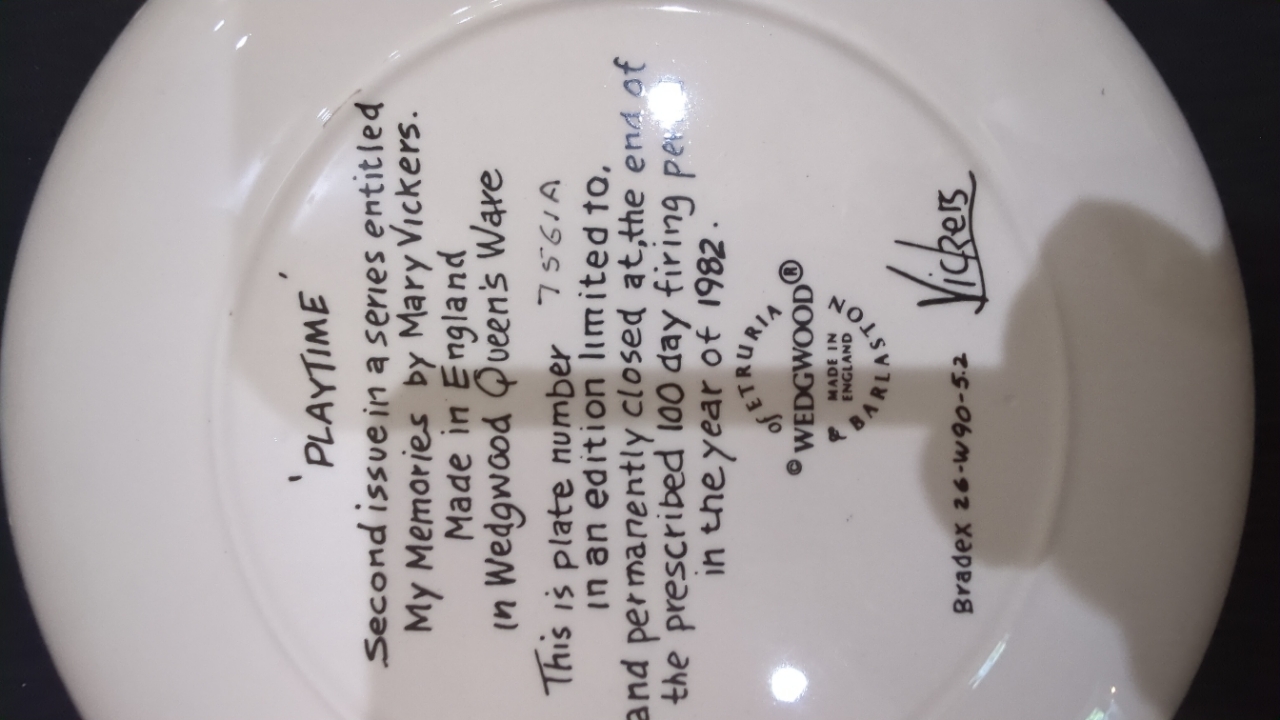 'PLAYTIME'
Second issue in a series entitled
My Memories by Mary Vickers.
Made in England
in Wedgwood Queen's Ware
This is plate number 7561A
in an edition limited to,
and permanently closed at, the end of
the prescribed 100 day firing
in the year of 1982.
of ETRURIA
© WEDGWOOD ®
MADE IN
ENGLAND
& BARLASTON
Vickers
Bradex 26-W90-5.2